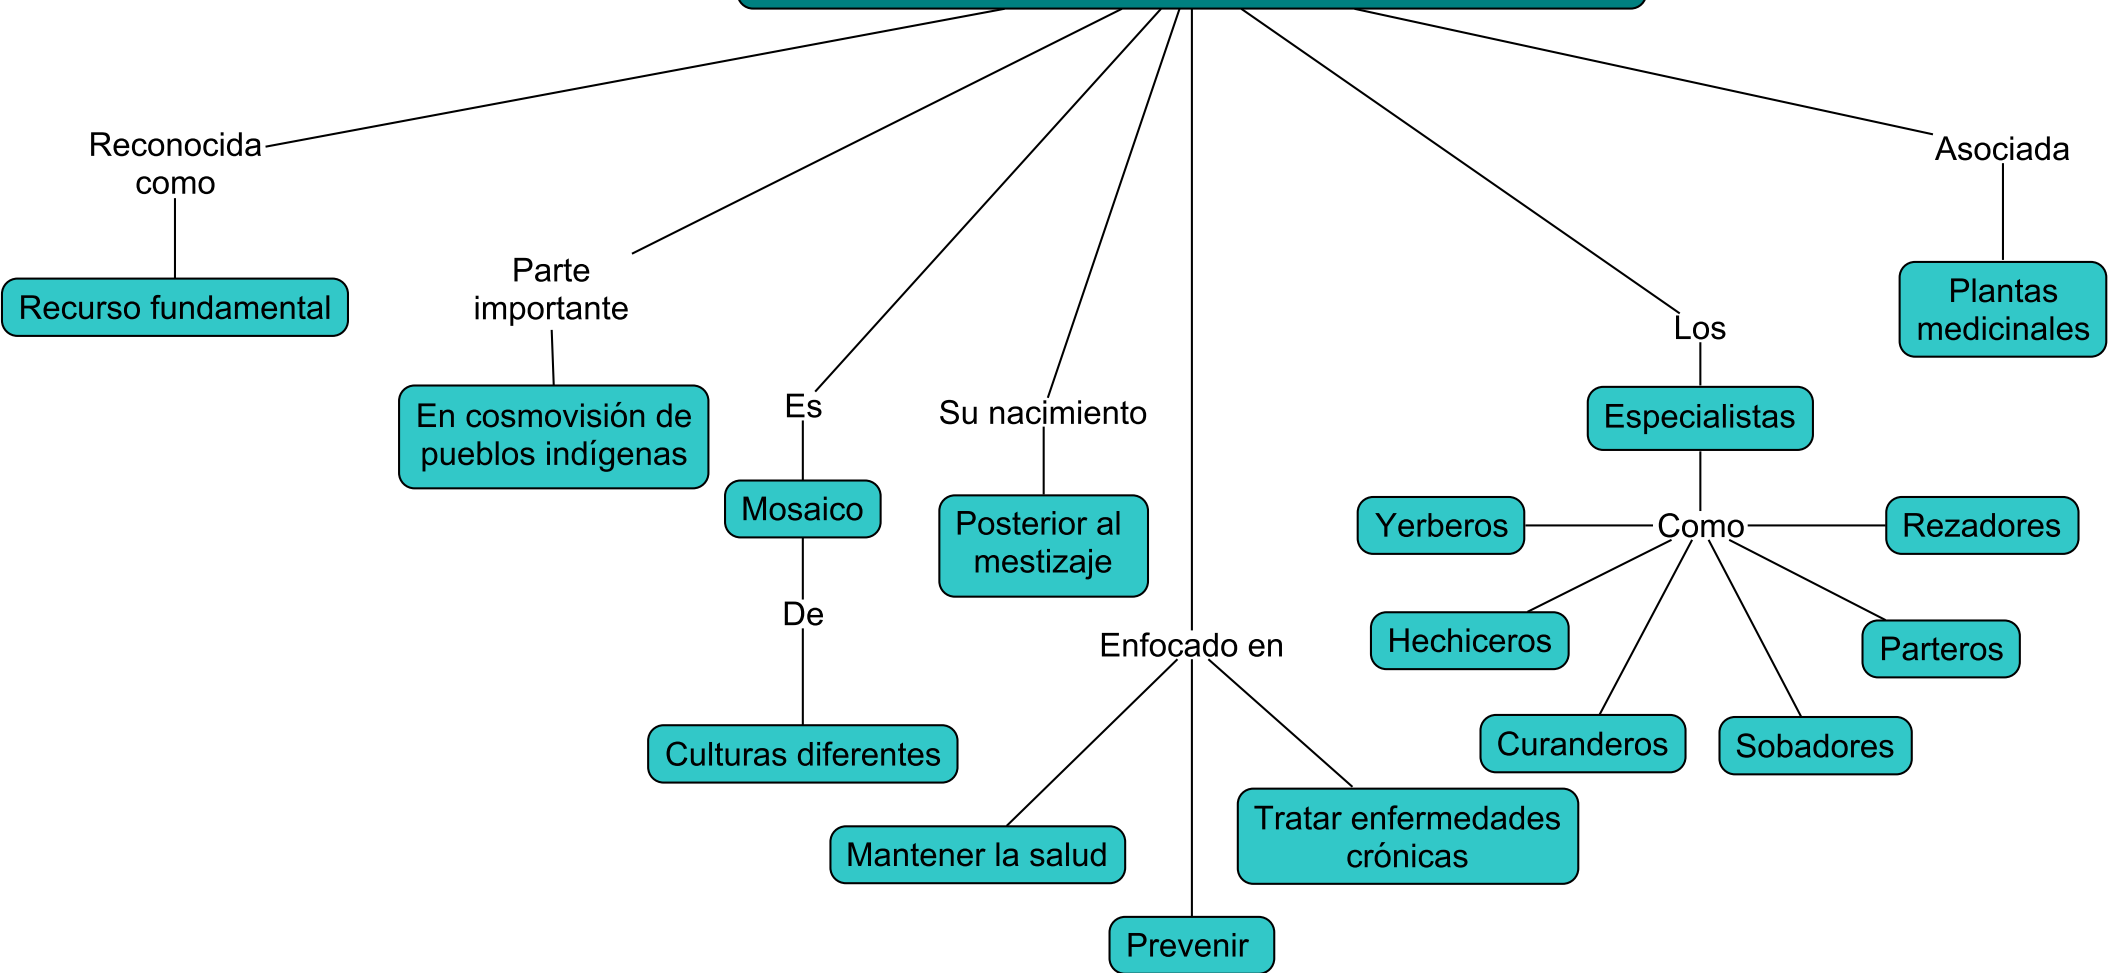 Reconocida
como
Recurso fundamental
Parte
importante
En cosmovisión de
pueblos indígenas
Es
Mosaico
De
Culturas diferentes
Su nacimiento
Posterior al
mestizaje
Enfocado en
Mantener la salud
Prevenir
Tratar enfermedades
crónicas
Los
Especialistas
Como
Yerberos
Hechiceros
Curanderos
Sobadores
Parteros
Rezadores
Asociada
Plantas
medicinales